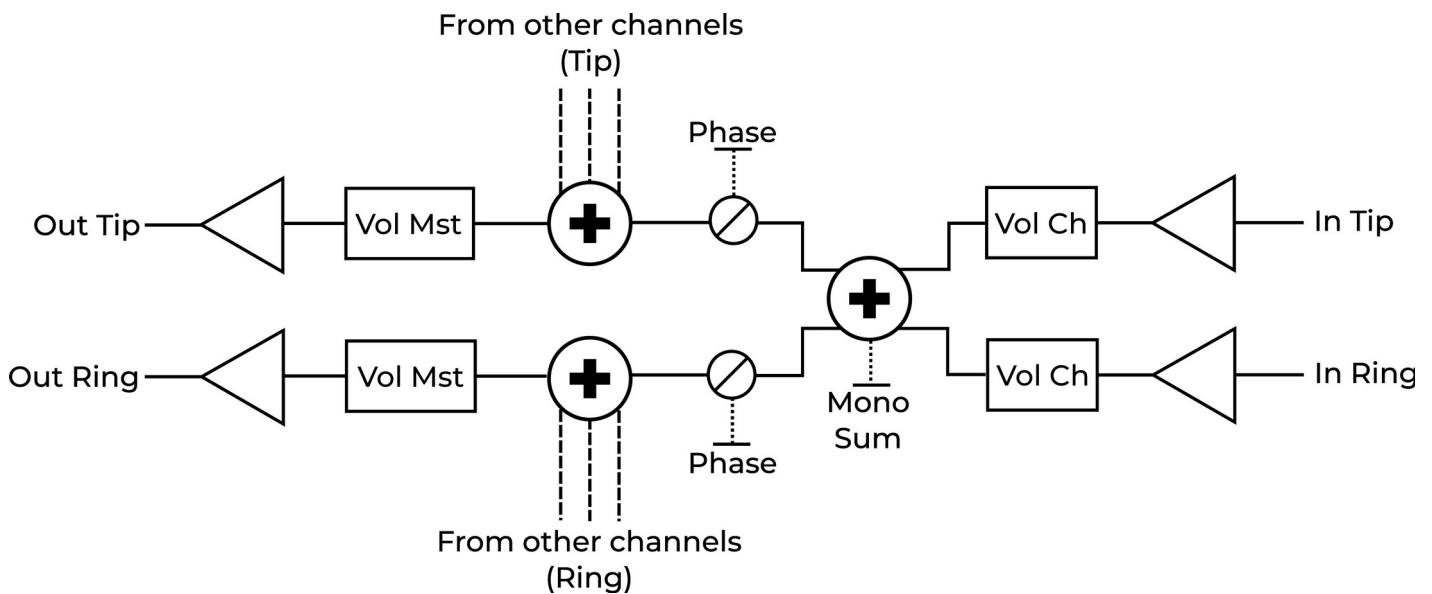 From other channels
(Tip)
Phase
Out Tip
Vol Mst
Vol Ch
In Tip
Out Ring
Vol Mst
Vol Ch
In Ring
Mono
Sum
Phase
From other channels
(Ring)